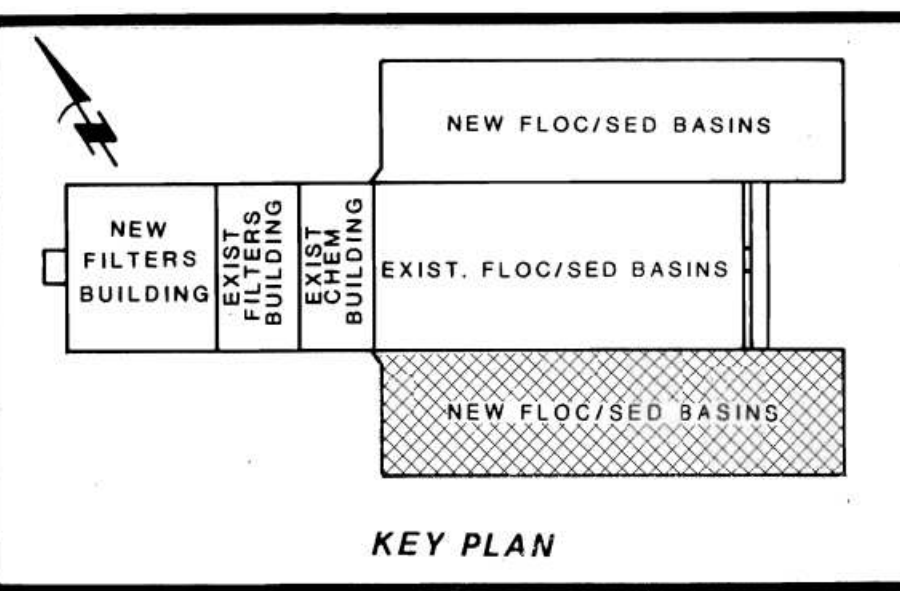 NEW FLOC/SED BASINS
NEW
FILTERS
BUILDING
EXIST
FILTERS
BUILDING
EXIST
CHEM
BUILDING
EXIST. FLOC/SED BASINS
NEW FLOC/SED BASINS
KEY PLAN